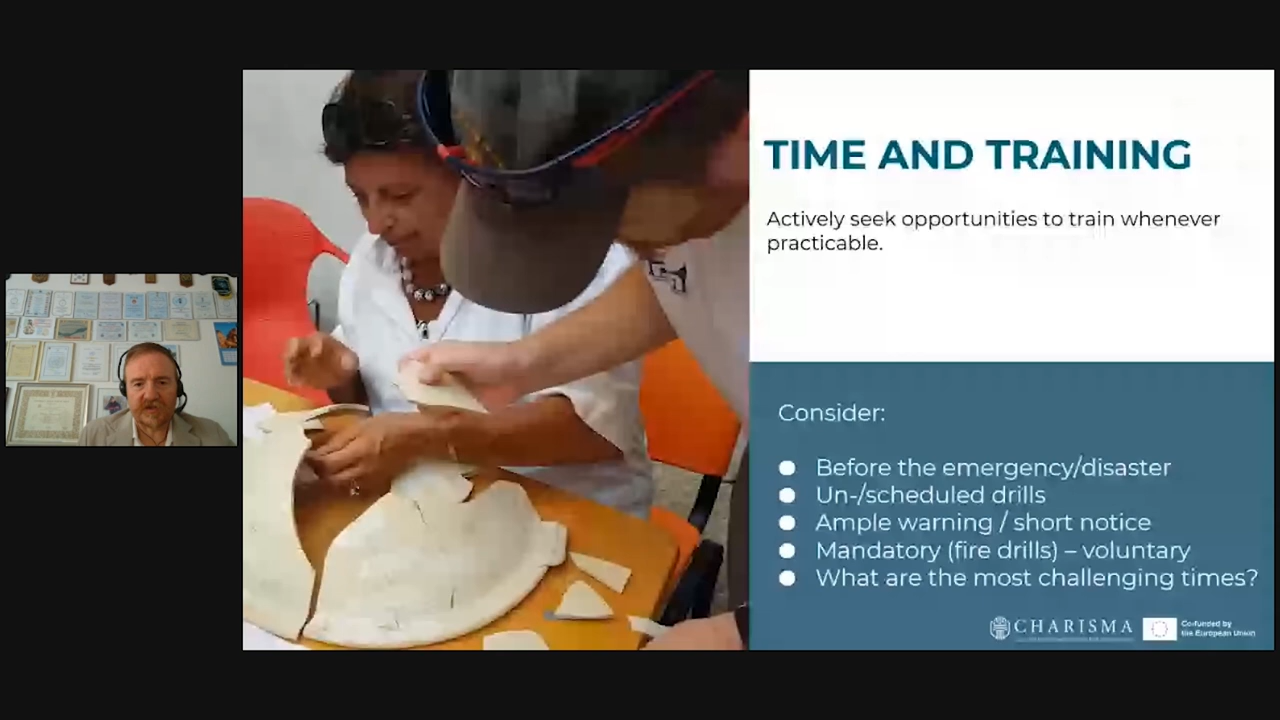 TIME AND TRAINING
Actively seek opportunities to train whenever
practicable.
Consider:
● Before the emergency/disaster
● Un-/scheduled drills
● Ample warning / short notice
● Mandatory (fire drills) – voluntary
● What are the most challenging times?
CHARISMA
Co-funded by
the European Union